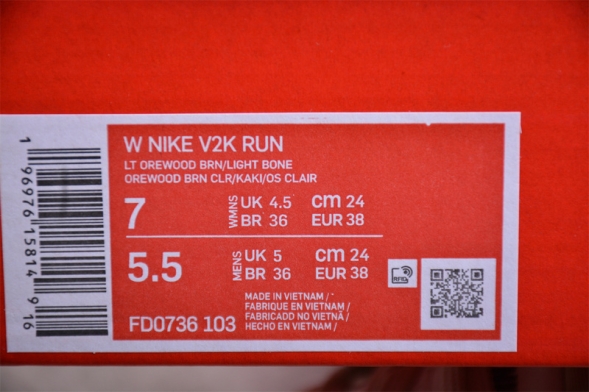 W NIKE V2K RUN
LT OREWOOD BRN/LIGHT BONE
OREWOOD BRN CLR/KAKI/OS CLAIR
7 WMNS UK 4.5 cm 24
BR 36 EUR 38
5.5 MENS UK 5 cm 24
BR 36 EUR 38
MADE IN VIETNAM /
FABRIQUE EN VIETNAM /
FABRICADO NO VIETNÃ /
HECHO EN VIETNAM /
FD0736 103
RFID
1 96976 15814 9 16